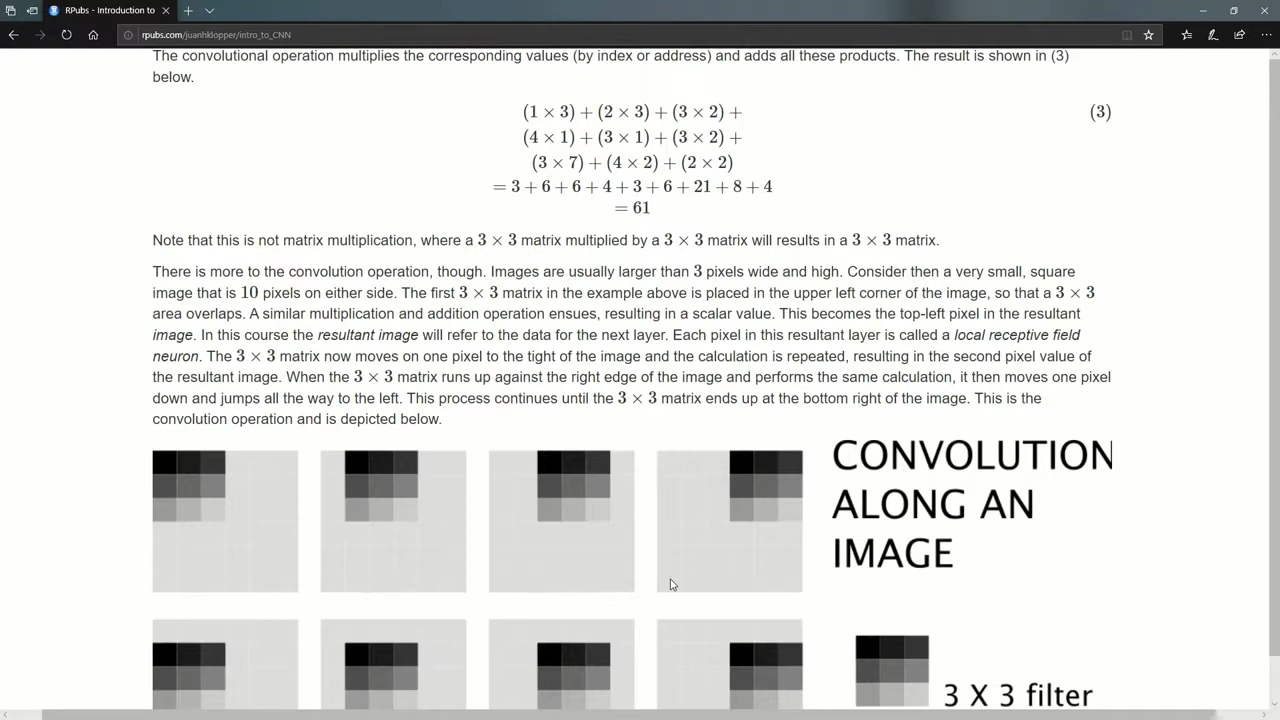 RPubs - Introduction to
rpubs.com/juanhklopper/intro_to_CNN
The convolutional operation multiplies the corresponding values (by index or address) and adds all these products. The result is shown in (3)
below.
(1 × 3) + (2 × 3) + (3 × 2) + (3)
(4 × 1) + (3 × 1) + (3 × 2) +
(3 × 7) + (4 × 2) + (2 × 2)
= 3 + 6 + 6 + 4 + 3 + 6 + 21 + 8 + 4
= 61
Note that this is not matrix multiplication, where a 3 × 3 matrix multiplied by a 3 × 3 matrix will results in a 3 × 3 matrix.
There is more to the convolution operation, though. Images are usually larger than 3 pixels wide and high. Consider then a very small, square
image that is 10 pixels on either side. The first 3 × 3 matrix in the example above is placed in the upper left corner of the image, so that a 3 × 3
area overlaps. A similar multiplication and addition operation ensues, resulting in a scalar value. This becomes the top-left pixel in the resultant
image. In this course the resultant image will refer to the data for the next layer. Each pixel in this resultant layer is called a local receptive field
neuron. The 3 × 3 matrix now moves on one pixel to the tight of the image and the calculation is repeated, resulting in the second pixel value of
the resultant image. When the 3 × 3 matrix runs up against the right edge of the image and performs the same calculation, it then moves one pixel
down and jumps all the way to the left. This process continues until the 3 × 3 matrix ends up at the bottom right of the image. This is the
convolution operation and is depicted below.
CONVOLUTION
ALONG AN
IMAGE
3 X 3 filter